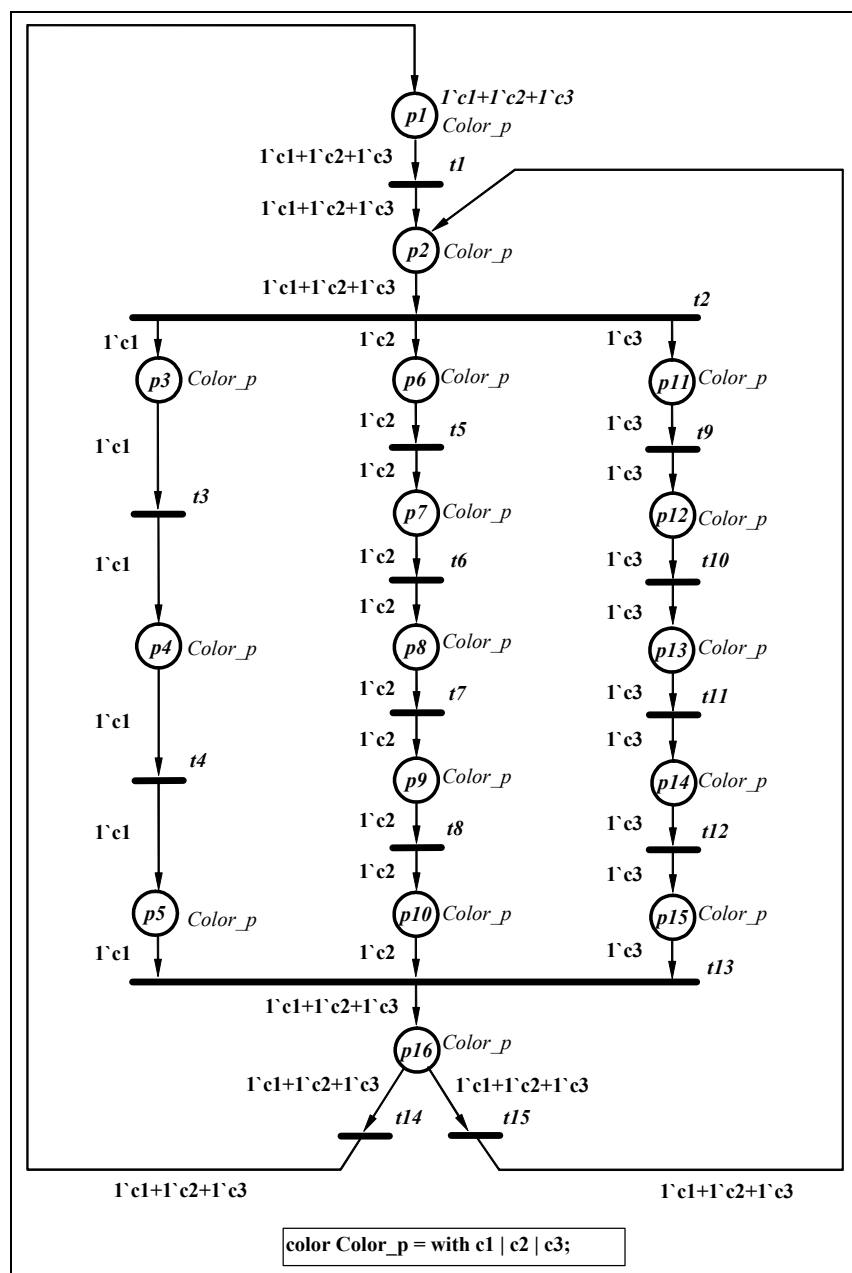 1`c1+1`c2+1`c3
p1
Color_p
1`c1+1`c2+1`c3
t1
1`c1+1`c2+1`c3
p2
Color_p
1`c1+1`c2+1`c3
t2
1`c1
1`c2
1`c3
p3
Color_p
p6
Color_p
p11
Color_p
1`c2
1`c3
1`c1
t5
t9
1`c2
1`c3
t3
p7
Color_p
p12
Color_p
1`c2
t6
1`c3
t10
1`c1
1`c2
1`c3
p4
Color_p
p8
Color_p
p13
Color_p
1`c2
1`c3
1`c1
t7
t11
1`c2
1`c3
t4
p9
Color_p
p14
Color_p
1`c2
1`c3
1`c1
t8
t12
1`c2
1`c3
p5
Color_p
p10
Color_p
p15
Color_p
1`c1
1`c2
1`c3
t13
1`c1+1`c2+1`c3
p16
Color_p
1`c1+1`c2+1`c3
1`c1+1`c2+1`c3
t14
t15
1`c1+1`c2+1`c3
1`c1+1`c2+1`c3
color Color_p = with c1 | c2 | c3;